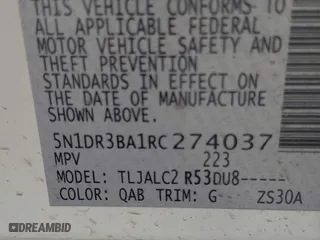 THIS VEHICLE CONFORMS TO
ALL APPLICABLE FEDERAL
MOTOR VEHICLE SAFETY AND
THEFT PREVENTION
STANDARDS IN EFFECT ON
THE DATE OF MANUFACTURE
SHOWN ABOVE.
5N1DR3BA1RC274037
MPV 223
MODEL: TLJALC2 R53DU8-----
COLOR: QAB TRIM: G ZS30A
DEALERS